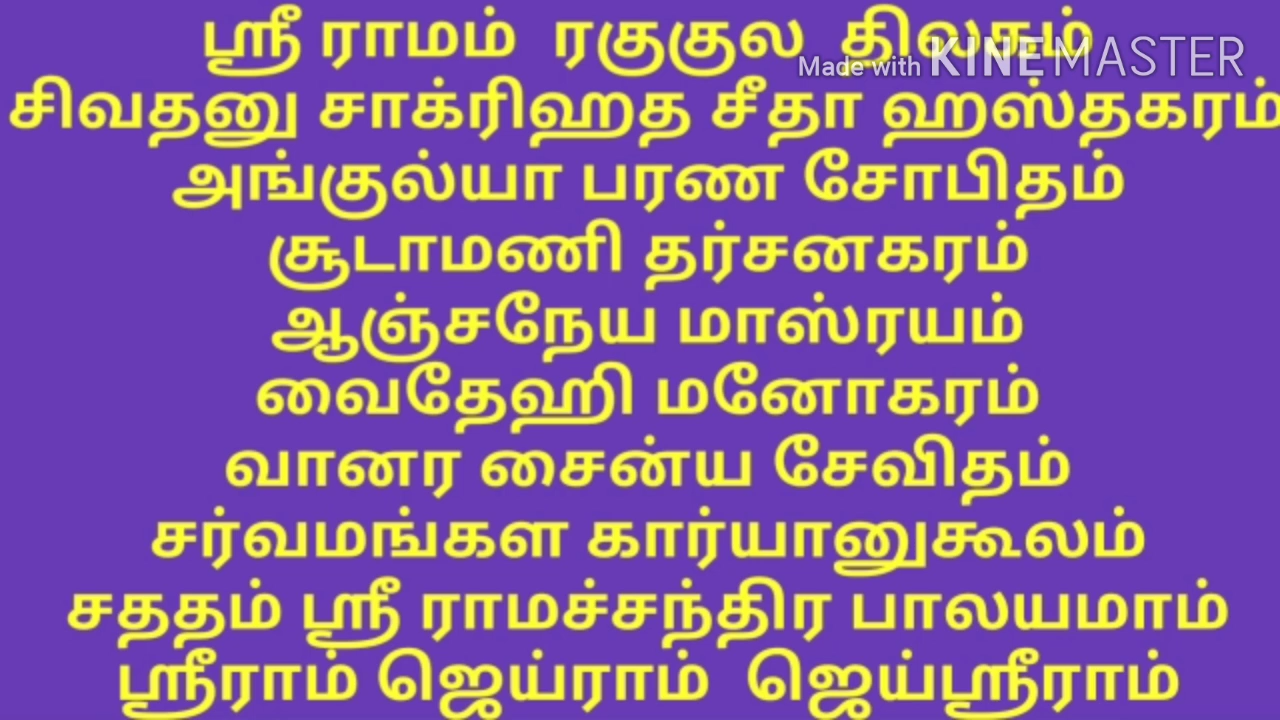 ஸ்ரீ ராமம் ரகுகுல திலகம்
Made with KINEMASTER
சிவதனு சாக்ரிஹத சீதா ஹஸ்தகரம்
அங்குல்யா பரண சோபிதம்
சூடாமணி தர்சனகரம்
ஆஞ்சநேய மாஸ்ரயம்
வைதேஹி மனோகரம்
வானர சைன்ய சேவிதம்
சர்வமங்கள கார்யானுகூலம்
சததம் ஸ்ரீ ராமச்சந்திர பாலயமாம்
ஸ்ரீராம் ஜெய்ராம் ஜெய்ஸ்ரீராம்